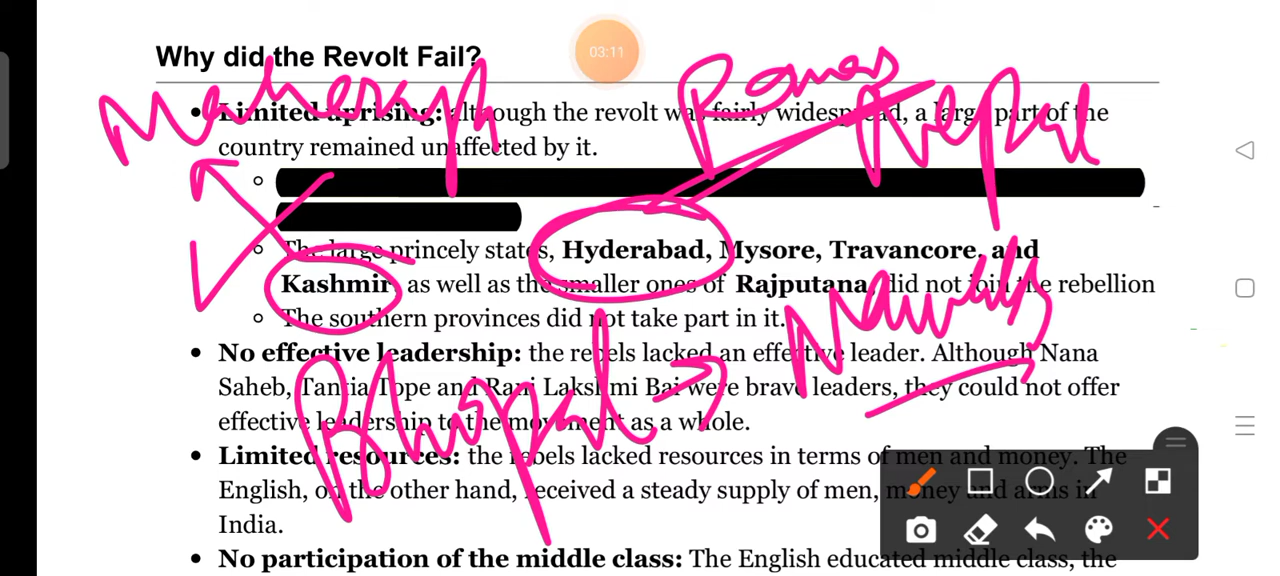 03:11
Why did the Revolt Fail?
• Limited uprising: although the revolt was fairly widespread, a large part of the
country remained unaffected by it.
The large princely states, Hyderabad, Mysore, Travancore, and
Kashmir, as well as the smaller ones of Rajputana, did not join the rebellion
The southern provinces did not take part in it.
• No effective leadership: the rebels lacked an effective leader. Although Nana
Saheb, Tantia Tope and Rani Lakshmi Bai were brave leaders, they could not offer
effective leadership to the movement as a whole.
• Limited resources: the rebels lacked resources in terms of men and money. The
English, on the other hand, received a steady supply of men, money and arms in
India.
• No participation of the middle class: The English educated middle class, the
Nepal
Bhopal
Nawabs